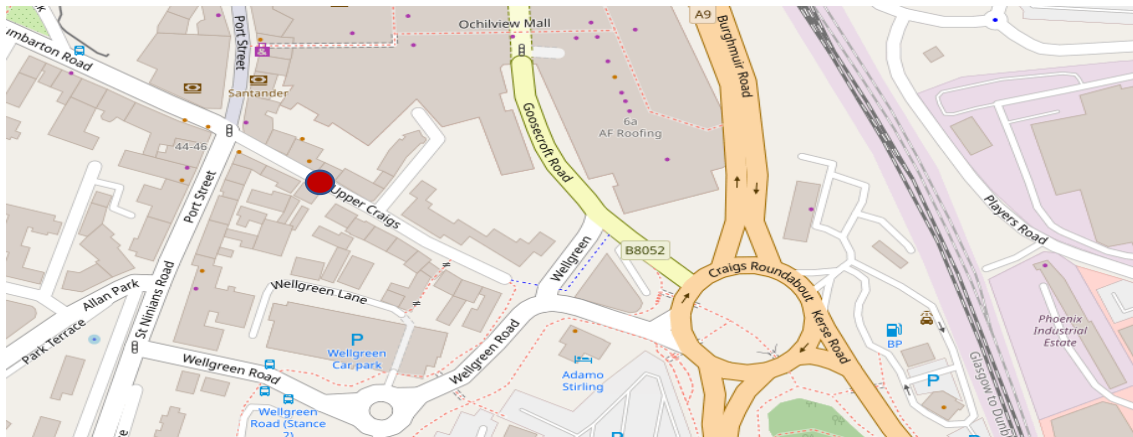 Ochilview Mall
A9
Burghmuir Road
Port Street
umbarton Road
Santander
Goosecroft Road
6a
AF Roofing
44-46
Port Street
Upper Craigs
Players Road
Wellgreen
B8052
Craigs Roundabout
Allan Park
Wellgreen Lane
St Ninians Road
Park Terrace
Kerse Road
P
Wellgreen
Car park
Wellgreen Road
BP
Phoenix
Industrial
Estate
Wellgreen Road
Adamo
Stirling
P
Glasgow to Dunb
Wellgreen
Road (Stance
2)
P
P